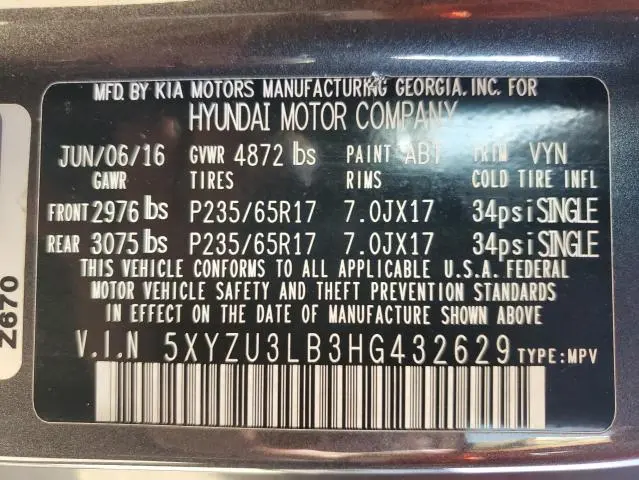 MFD. BY KIA MOTORS MANUFACTURING GEORGIA, INC. FOR
HYUNDAI MOTOR COMPANY
JUN/06/16 GVWR 4872 lbs PAINT ABT TRIM VYN
GAWR TIRES RIMS COLD TIRE INFL
FRONT 2976 lbs P235/65R17 7.0JX17 34psi SINGLE
REAR 3075 lbs P235/65R17 7.0JX17 34psi SINGLE
THIS VEHICLE CONFORMS TO ALL APPLICABLE U.S.A. FEDERAL
MOTOR VEHICLE SAFETY AND THEFT PREVENTION STANDARDS
IN EFFECT ON THE DATE OF MANUFACTURE SHOWN ABOVE
V.I.N 5XYZU3LB3HG432629 TYPE:MPV
Z670